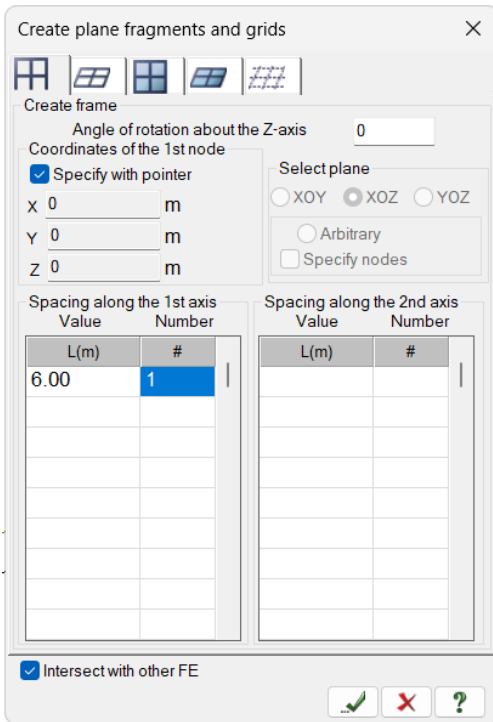 Create plane fragments and grids
Create frame
Angle of rotation about the Z-axis 0
Coordinates of the 1st node
Specify with pointer
X 0 m
Y 0 m
Z 0 m
Select plane
XOY XOZ YOZ
Arbitrary
Specify nodes
Spacing along the 1st axis
Value Number
L(m) #
6.00 1
Spacing along the 2nd axis
Value Number
L(m) #
Intersect with other FE
?